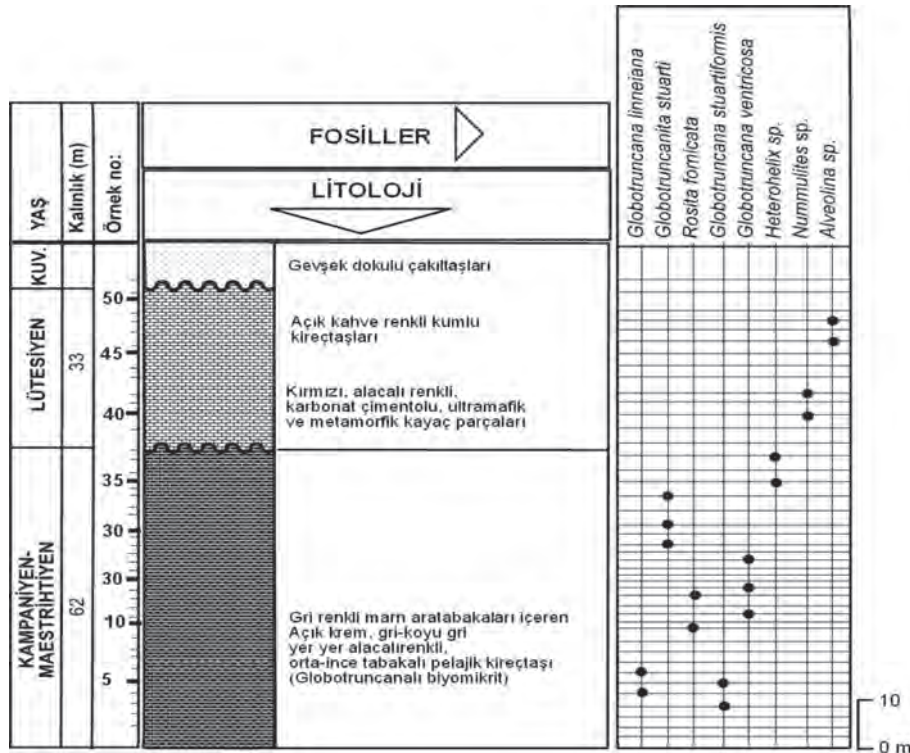 Globotruncana linneiana
Globotruncanita stuarti
Rosita fornicata
Globotruncana stuartiformis
Globotruncana ventricosa
Heterohelix sp.
Nummulites sp.
Alveolina sp.
YAŞ
Kalınlık (m)
Örnek no:
FOSİLLER
LİTOLOJİ
KUV.
Gevşek dokulu çakıltaşları
LÜTESİYEN
33
50
45
40
Açık kahve renkli kumlu
kireçtaşları
Kırmızı, alacalı renkli,
karbonat çimentolu, ultramafik
ve metamorfik kayaç parçaları
KAMPANİYEN-
MAESTRIHTİYEN
62
35
30
30
10
5
Gri renkli marn aratabakaları içeren
Açık krem, gri-koyu gri
yer yer alacalırenkli,
orta-ince tabakalı pelajik kireçtaşı
(Globotruncanalı biyomikrit)
10
0 m